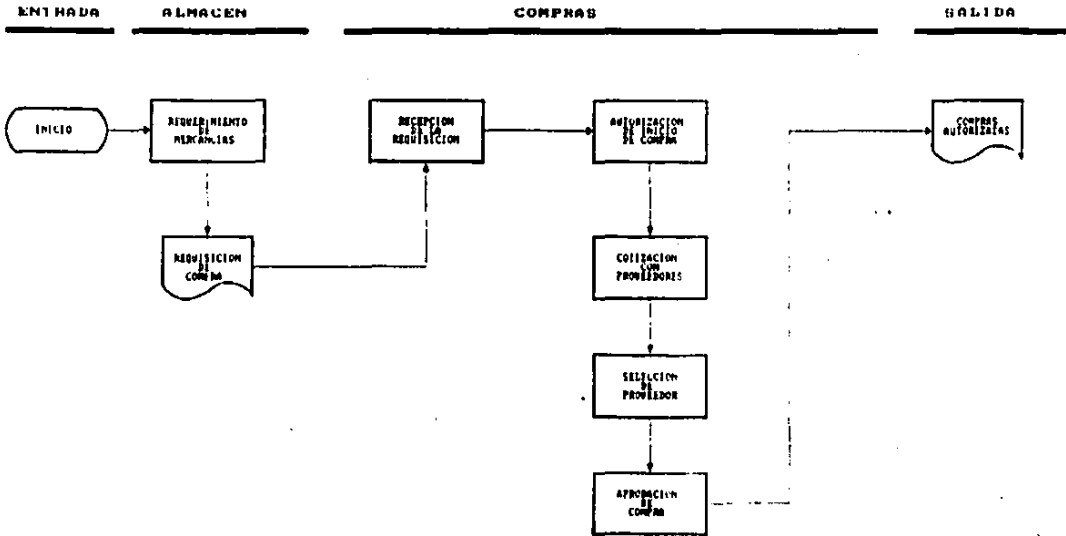 ENTRADA ALMACEN COMPRAS SALIDA
INICIO
REQUERIMIENTO
DE
MERCANCIAS
RECEPCION
DE LA
REQUISICION
AUTORIZACION
DE INICIO
DE COMPRA
COMPRAS
AUTORIZADAS
REQUISICION
DE
COMPRA
COTIZACION
CON
PROVEEDORES
SELECCION
DE
PROVEEDOR
APROBACION
DE
COMPRA